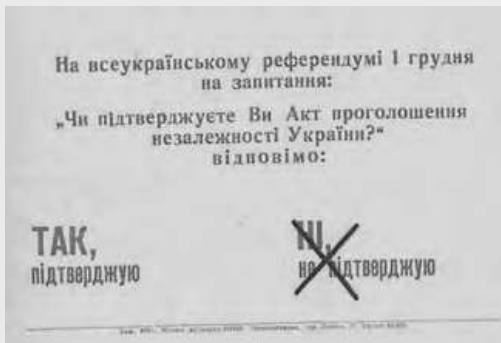 На всеукраїнському референдумі 1 грудня
на запитання:
„Чи підтверджуєте Ви Акт проголошення
незалежності України?“
відповімо:
ТАК,
підтверджую
НІ,
не підтверджую